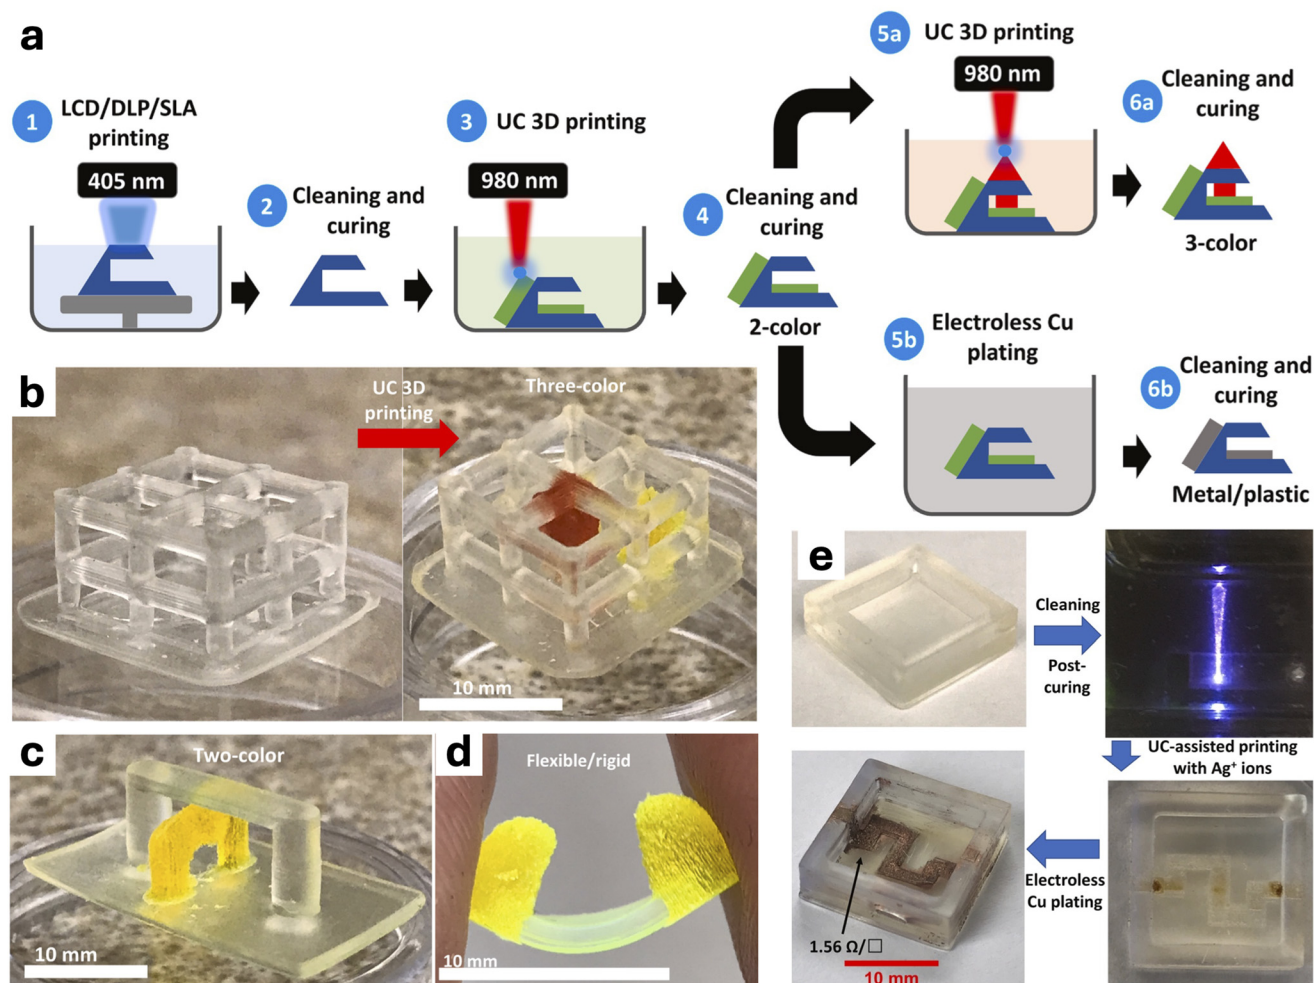 a
1
LCD/DLP/SLA
printing
405 nm
2
Cleaning and
curing
3
UC 3D printing
980 nm
4
Cleaning and
curing
2-color
5a
UC 3D printing
980 nm
6a
Cleaning and
curing
3-color
5b
Electroless Cu
plating
6b
Cleaning and
curing
Metal/plastic
b
UC 3D
printing
Three-color
10 mm
c
Two-color
10 mm
d
Flexible/rigid
10 mm
e
Cleaning
Post-
curing
UC-assisted printing
with Ag⁺ ions
Electroless
Cu plating
1.56 Ω/□
10 mm